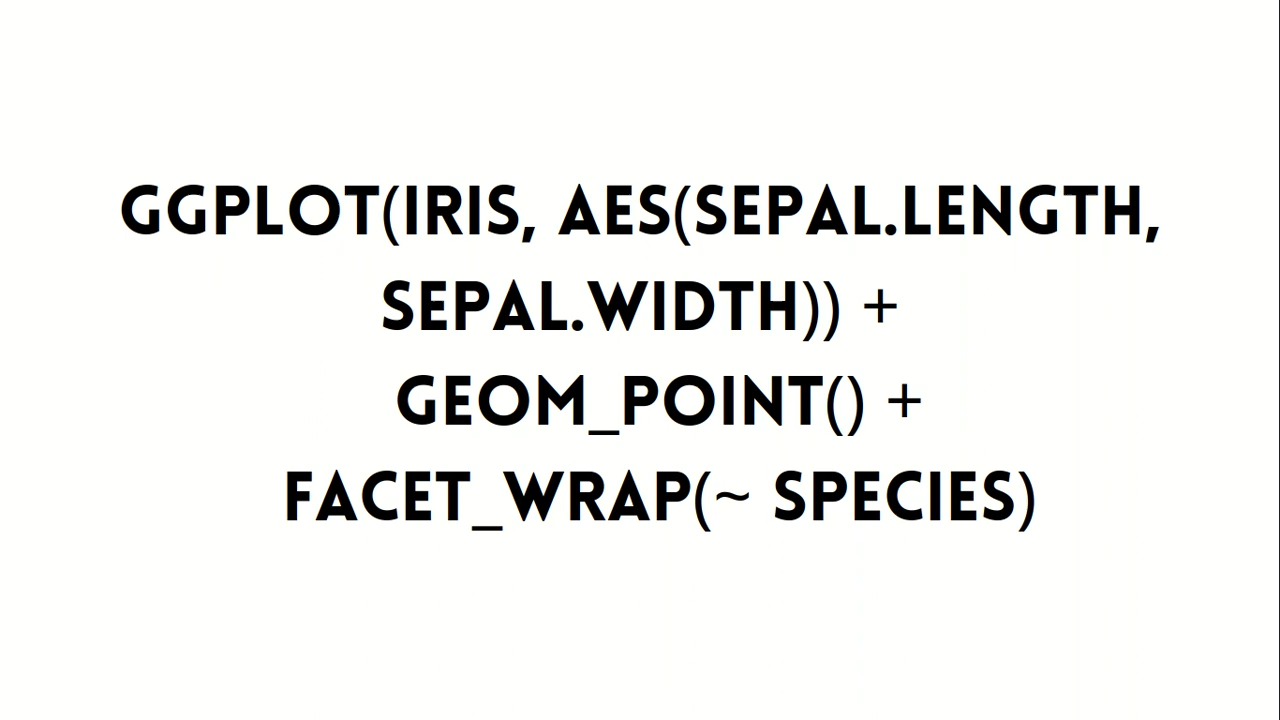 GGPLOT(IRIS, AES(SEPAL.LENGTH,
SEPAL.WIDTH)) +
GEOM_POINT() +
FACET_WRAP(~ SPECIES)